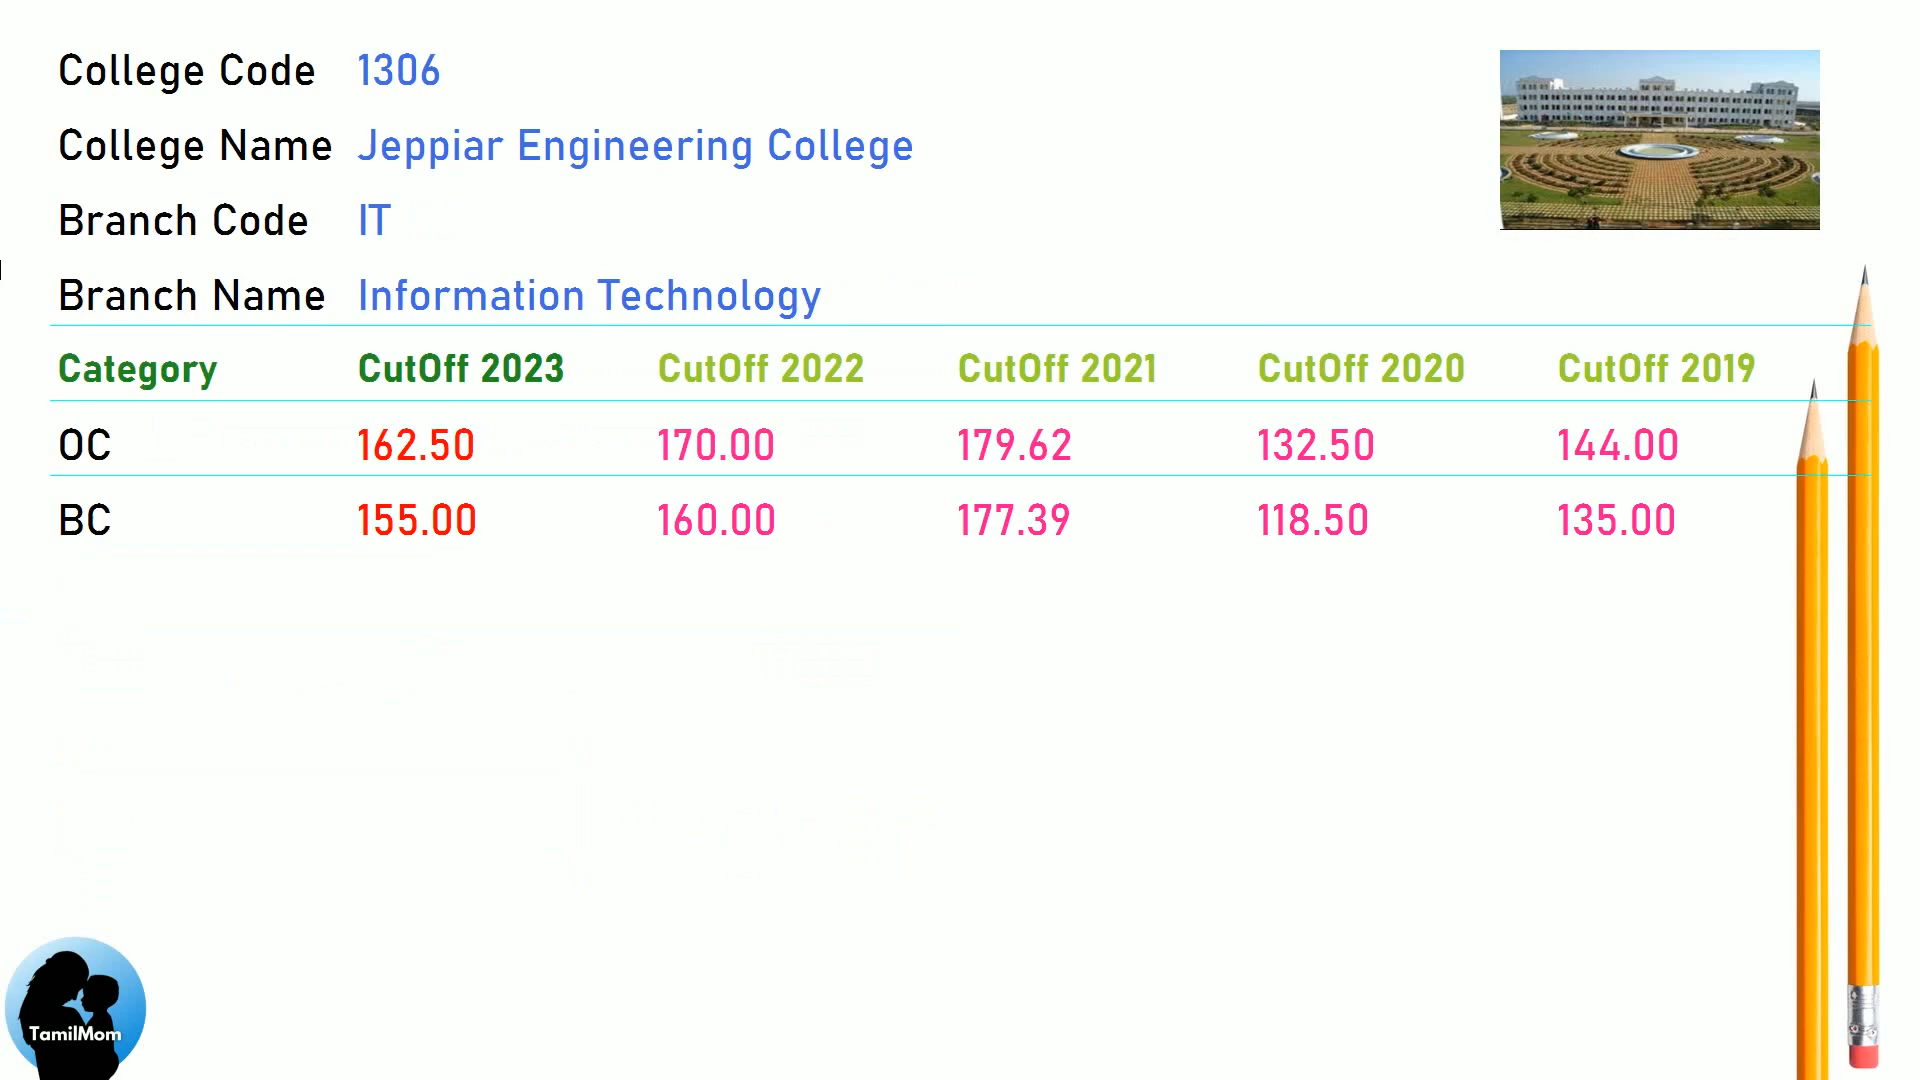 College Code 1306
College Name Jeppiar Engineering College
Branch Code IT
Branch Name Information Technology
Category CutOff 2023 CutOff 2022 CutOff 2021 CutOff 2020 CutOff 2019
OC 162.50 170.00 179.62 132.50 144.00
BC 155.00 160.00 177.39 118.50 135.00
TamilMom